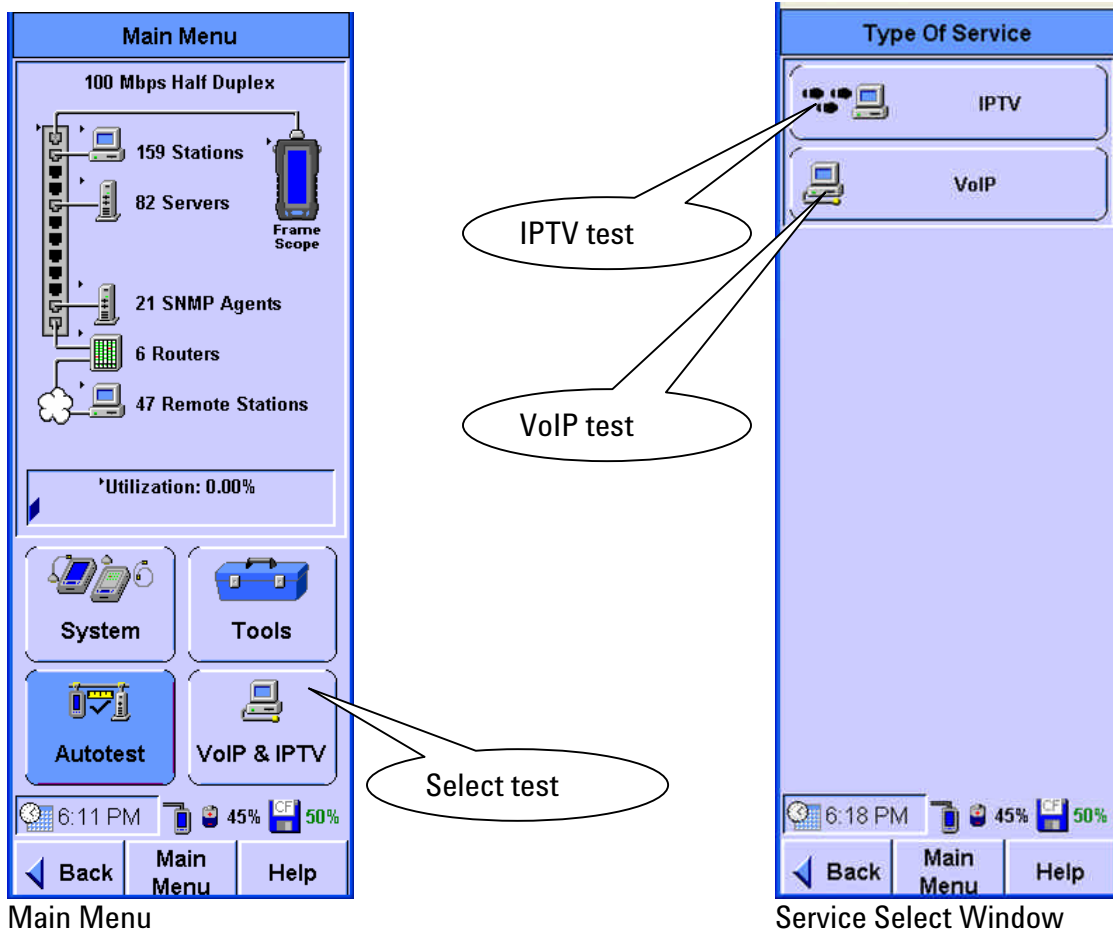 Main Menu
100 Mbps Half Duplex
159 Stations
82 Servers
Frame
Scope
21 SNMP Agents
6 Routers
47 Remote Stations
Utilization: 0.00%
System
Tools
Autotest
VoIP & IPTV
6:11 PM
45%
CF
50%
Back
Main
Menu
Help
Main Menu
IPTV test
VoIP test
Select test
Type Of Service
IPTV
VoIP
6:18 PM
45%
CF
50%
Back
Main
Menu
Help
Service Select Window